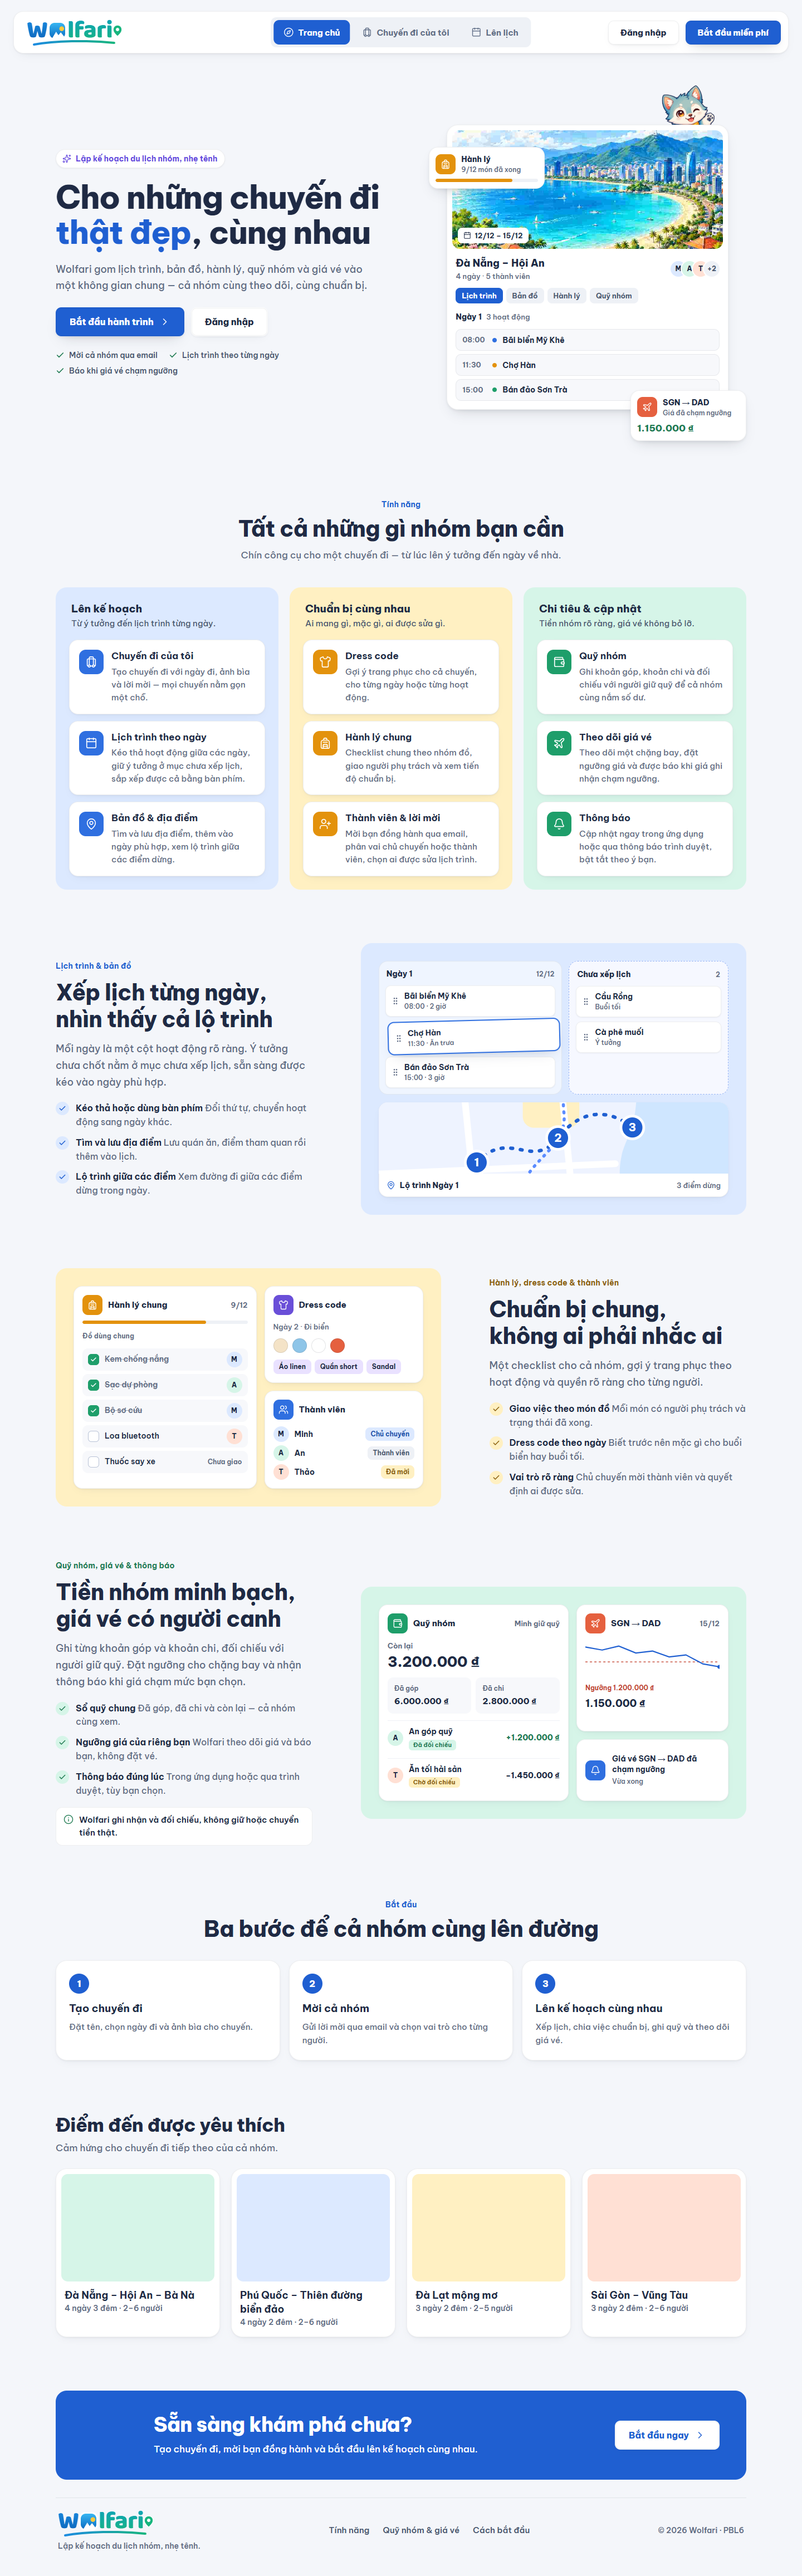 Wolfari
Trang chủ
Chuyến đi của tôi
Lên lịch
Đăng nhập
Bắt đầu miễn phí
Lập kế hoạch du lịch nhóm, nhẹ tênh
Cho những chuyến đi
thật đẹp, cùng nhau
Wolfari gom lịch trình, bản đồ, hành lý, quỹ nhóm và giá vé vào
một không gian chung — cả nhóm cùng theo dõi, cùng chuẩn bị.
Bắt đầu hành trình
Đăng nhập
Mời cả nhóm qua email
Lịch trình theo từng ngày
Báo khi giá vé chạm ngưỡng
Hành lý
9/12 món đã xong
12/12 – 15/12
Đà Nẵng – Hội An
4 ngày · 5 thành viên
M A T +2
Lịch trình
Bản đồ
Hành lý
Quỹ nhóm
Ngày 1 3 hoạt động
08:00 Bãi biển Mỹ Khê
11:30 Chợ Hàn
15:00 Bán đảo Sơn Trà
SGN → DAD
Giá đã chạm ngưỡng
1.150.000 ₫
Tính năng
Tất cả những gì nhóm bạn cần
Chín công cụ cho một chuyến đi — từ lúc lên ý tưởng đến ngày về nhà.
Lên kế hoạch
Từ ý tưởng đến lịch trình từng ngày.
Chuyến đi của tôi
Tạo chuyến đi với ngày đi, ảnh bìa
và lời mời — mọi chuyến nằm gọn
một chỗ.
Lịch trình theo ngày
Kéo thả hoạt động giữa các ngày,
giữ ý tưởng ở mục chưa xếp lịch,
sắp xếp được cả bằng bàn phím.
Bản đồ & địa điểm
Tìm và lưu địa điểm, thêm vào
ngày phù hợp, xem lộ trình giữa
các điểm dừng.
Chuẩn bị cùng nhau
Ai mang gì, mặc gì, ai được sửa gì.
Dress code
Gợi ý trang phục cho cả chuyến,
cho từng ngày hoặc từng hoạt
động.
Hành lý chung
Checklist chung theo nhóm đồ,
giao người phụ trách và xem tiến
độ chuẩn bị.
Thành viên & lời mời
Mời bạn đồng hành qua email,
phân vai chủ chuyến hoặc thành
viên, chọn ai được sửa lịch trình.
Chi tiêu & cập nhật
Tiền nhóm rõ ràng, giá vé không bỏ lỡ.
Quỹ nhóm
Ghi khoản góp, khoản chi và đối
chiếu với người giữ quỹ để cả nhóm
cùng nắm số dư.
Theo dõi giá vé
Theo dõi một chặng bay, đặt
ngưỡng giá và được báo khi giá ghi
nhận chạm ngưỡng.
Thông báo
Cập nhật ngay trong ứng dụng
hoặc qua thông báo trình duyệt,
bật tắt theo ý bạn.
Lịch trình & bản đồ
Xếp lịch từng ngày,
nhìn thấy cả lộ trình
Mỗi ngày là một cột hoạt động rõ ràng. Ý tưởng
chưa chốt nằm ở mục chưa xếp lịch, sẵn sàng được
kéo vào ngày phù hợp.
Kéo thả hoặc dùng bàn phím Đổi thứ tự, chuyển hoạt
động sang ngày khác.
Tìm và lưu địa điểm Lưu quán ăn, điểm tham quan rồi
thêm vào lịch.
Lộ trình giữa các điểm Xem đường đi giữa các điểm
dừng trong ngày.
Ngày 1 12/12
Bãi biển Mỹ Khê
08:00 · 2 giờ
Chợ Hàn
11:30 · Ăn trưa
Bán đảo Sơn Trà
15:00 · 3 giờ
Chưa xếp lịch 2
Cầu Rồng
Buổi tối
Cà phê muối
Ý tưởng
1 2 3
Lộ trình Ngày 1 3 điểm dừng
Hành lý chung 9/12
Đồ dùng chung
Kem chống nắng M
Sạc dự phòng A
Bộ sơ cứu M
Loa bluetooth T
Thuốc say xe Chưa giao
Dress code
Ngày 2 · Đi biển
Áo linen
Quần short
Sandal
Thành viên
M Minh Chủ chuyến
A An Thành viên
T Thảo Đã mời
Hành lý, dress code & thành viên
Chuẩn bị chung,
không ai phải nhắc ai
Một checklist cho cả nhóm, gợi ý trang phục theo
hoạt động và quyền rõ ràng cho từng người.
Giao việc theo món đồ Mỗi món có người phụ trách và
trạng thái đã xong.
Dress code theo ngày Biết trước nên mặc gì cho buổi
biển hay buổi tối.
Vai trò rõ ràng Chủ chuyến mời thành viên và quyết
định ai được sửa.
Quỹ nhóm, giá vé & thông báo
Tiền nhóm minh bạch,
giá vé có người canh
Ghi từng khoản góp và khoản chi, đối chiếu với
người giữ quỹ. Đặt ngưỡng cho chặng bay và nhận
thông báo khi giá chạm mức bạn chọn.
Sổ quỹ chung Đã góp, đã chi và còn lại — cả nhóm
cùng xem.
Ngưỡng giá của riêng bạn Wolfari theo dõi giá và báo
bạn, không đặt vé.
Thông báo đúng lúc Trong ứng dụng hoặc qua trình
duyệt, tùy bạn chọn.
Wolfari ghi nhận và đối chiếu, không giữ hoặc chuyển
tiền thật.
Quỹ nhóm Minh giữ quỹ
Còn lại
3.200.000 ₫
Đã góp
6.000.000 ₫
Đã chi
2.800.000 ₫
A An góp quỹ +1.200.000 ₫
Đã đối chiếu
T Ăn tối hải sản −1.450.000 ₫
Chờ đối chiếu
SGN → DAD 15/12
Ngưỡng 1.200.000 ₫
1.150.000 ₫
Giá vé SGN → DAD đã
chạm ngưỡng
Vừa xong
Bắt đầu
Ba bước để cả nhóm cùng lên đường
1
Tạo chuyến đi
Đặt tên, chọn ngày đi và ảnh bìa cho chuyến.
2
Mời cả nhóm
Gửi lời mời qua email và chọn vai trò cho từng
người.
3
Lên kế hoạch cùng nhau
Xếp lịch, chia việc chuẩn bị, ghi quỹ và theo dõi
giá vé.
Điểm đến được yêu thích
Cảm hứng cho chuyến đi tiếp theo của cả nhóm.
Đà Nẵng – Hội An – Bà Nà
4 ngày 3 đêm · 2–6 người
Phú Quốc – Thiên đường
biển đảo
4 ngày 2 đêm · 2–6 người
Đà Lạt mộng mơ
3 ngày 2 đêm · 2–5 người
Sài Gòn – Vũng Tàu
3 ngày 2 đêm · 2–6 người
Sẵn sàng khám phá chưa?
Tạo chuyến đi, mời bạn đồng hành và bắt đầu lên kế hoạch cùng nhau.
Bắt đầu ngay
Wolfari
Lập kế hoạch du lịch nhóm, nhẹ tênh.
Tính năng
Quỹ nhóm & giá vé
Cách bắt đầu
© 2026 Wolfari · PBL6